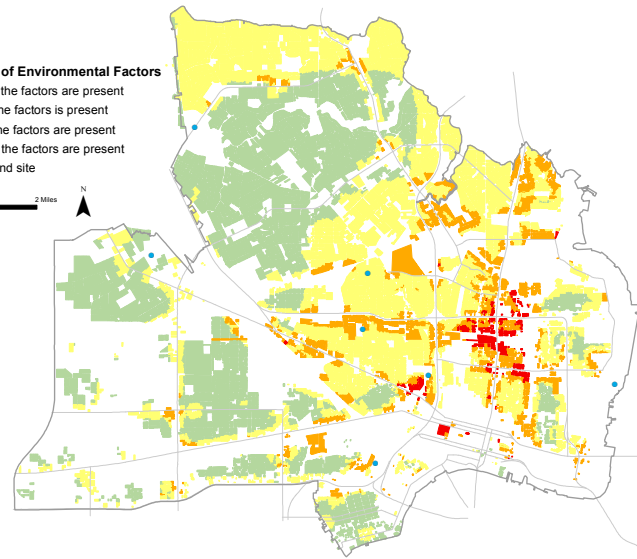 of Environmental Factors
the factors are present
he factors is present
he factors are present
the factors are present
nd site
2 Miles
N